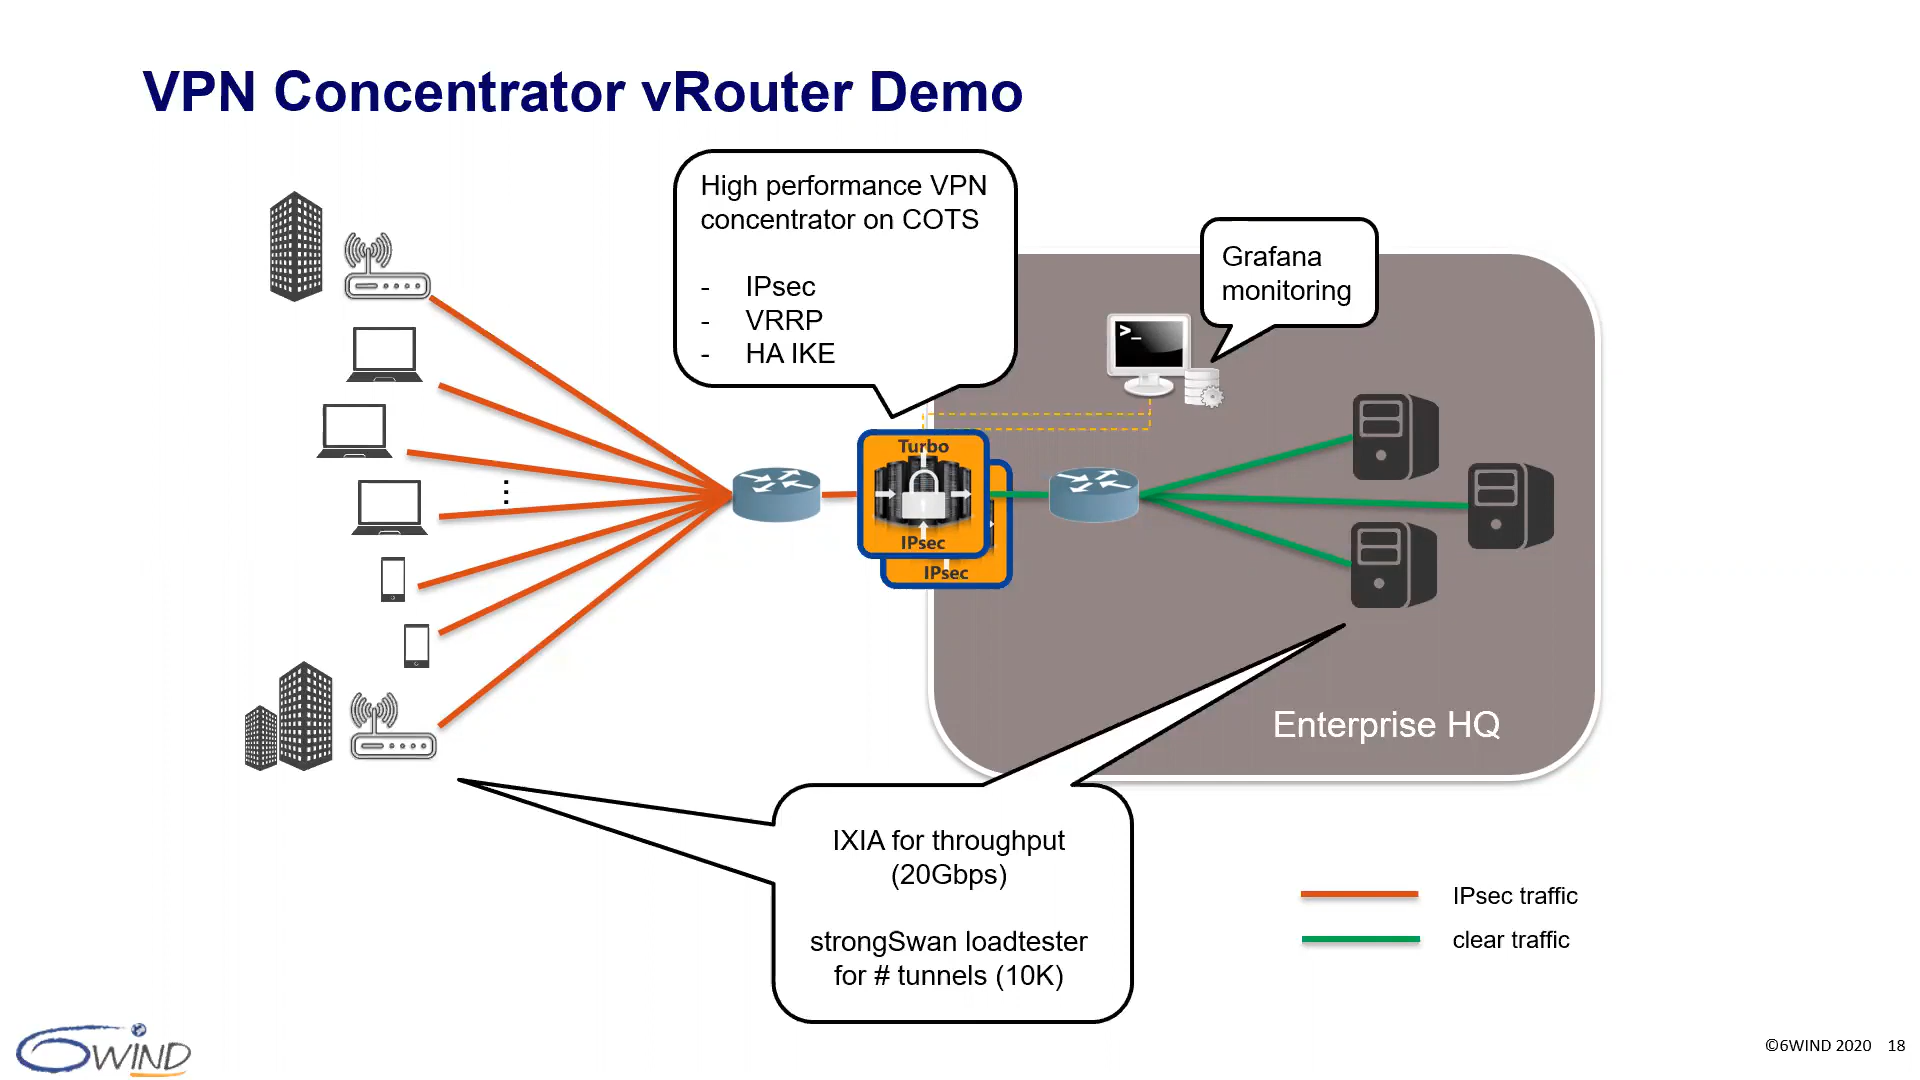 VPN Concentrator vRouter Demo
High performance VPN
concentrator on COTS
- IPsec
- VRRP
- HA IKE
Grafana
monitoring
>_
Turbo
IPsec
IPsec
Enterprise HQ
IXIA for throughput
(20Gbps)
strongSwan loadtester
for # tunnels (10K)
IPsec traffic
clear traffic
6WIND
©6WIND 2020 18